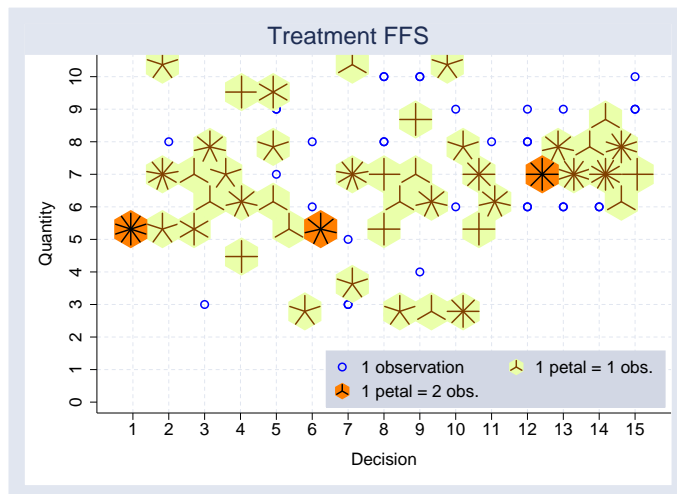 Treatment FFS
10
9
8
7
6
5
4
3
2
1
0
Quantity
1 2 3 4 5 6 7 8 9 10 11 12 13 14 15
Decision
1 observation
1 petal = 1 obs.
1 petal = 2 obs.